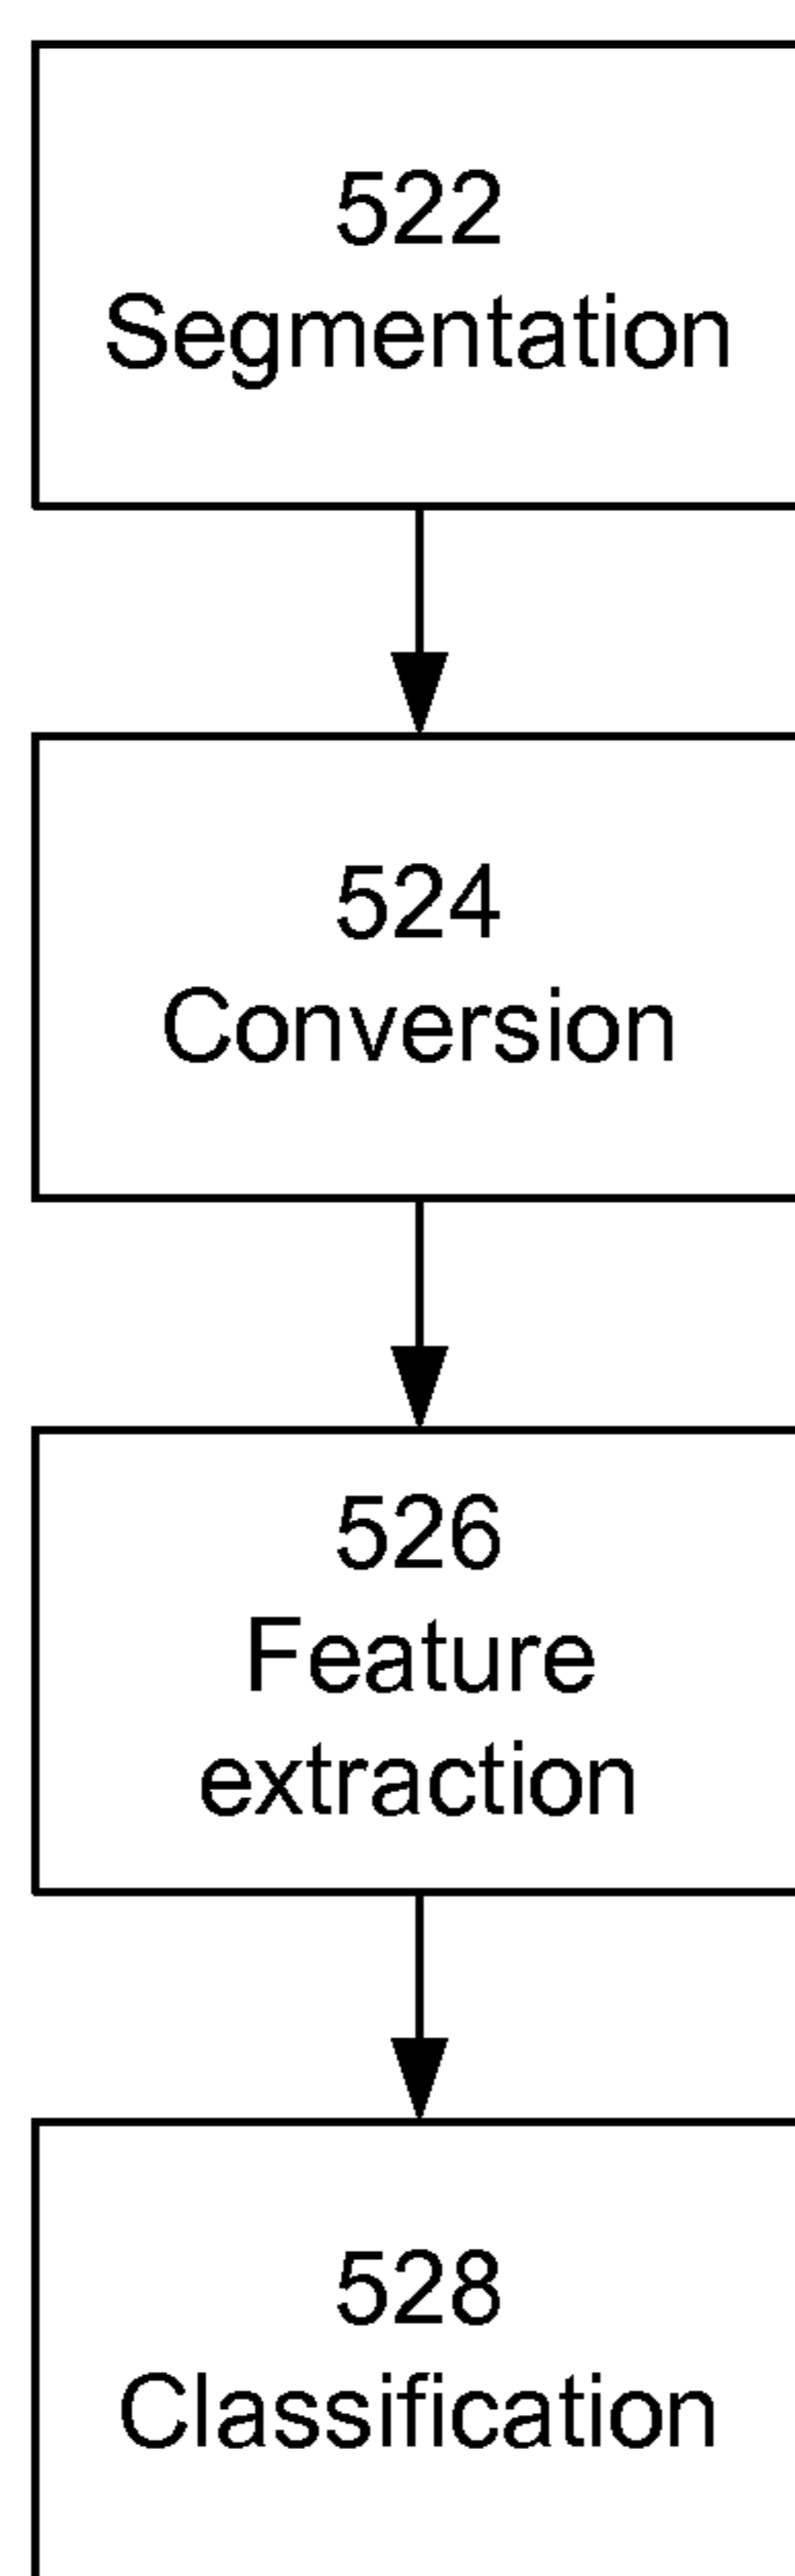 522
Segmentation
524
Conversion
526
Feature
extraction
528
Classification